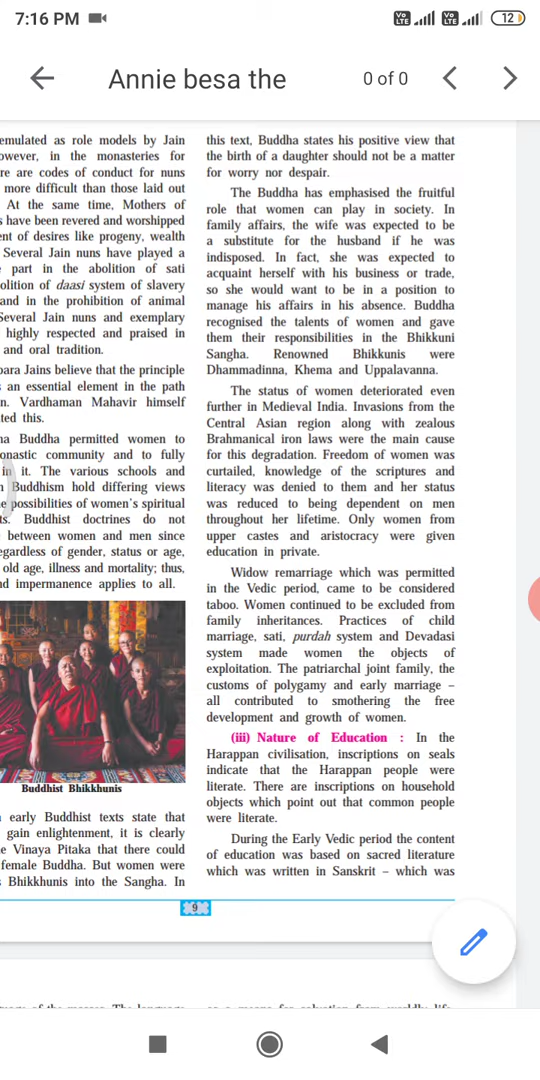 7:16 PM
Vo LTE
Vo LTE
12
Annie besa the
0 of 0
emulated as role models by Jain
owever, in the monasteries for
re are codes of conduct for nuns
more difficult than those laid out
At the same time, Mothers of
s have been revered and worshipped
ent of desires like progeny, wealth
Several Jain nuns have played a
part in the abolition of sati
olition of daasi system of slavery
and in the prohibition of animal
Several Jain nuns and exemplary
highly respected and praised in
and oral tradition.
bara Jains believe that the principle
an essential element in the path
n. Vardhaman Mahavir himself
ted this.
na Buddha permitted women to
onastic community and to fully
in it. The various schools and
Buddhism hold differing views
e possibilities of women's spiritual
ts. Buddhist doctrines do not
between women and men since
egardless of gender, status or age,
old age, illness and mortality; thus,
nd impermanence applies to all.
Buddhist Bhikkhunis
early Buddhist texts state that
gain enlightenment, it is clearly
e Vinaya Pitaka that there could
female Buddha. But women were
Bhikkhunis into the Sangha. In
this text, Buddha states his positive view that
the birth of a daughter should not be a matter
for worry nor despair.
The Buddha has emphasised the fruitful
role that women can play in society. In
family affairs, the wife was expected to be
a substitute for the husband if he was
indisposed. In fact, she was expected to
acquaint herself with his business or trade,
so she would want to be in a position to
manage his affairs in his absence. Buddha
recognised the talents of women and gave
them their responsibilities in the Bhikkuni
Sangha. Renowned Bhikkunis were
Dhammadinna, Khema and Uppalavanna.
The status of women deteriorated even
further in Medieval India. Invasions from the
Central Asian region along with zealous
Brahmanical iron laws were the main cause
for this degradation. Freedom of women was
curtailed, knowledge of the scriptures and
literacy was denied to them and her status
was reduced to being dependent on men
throughout her lifetime. Only women from
upper castes and aristocracy were given
education in private.
Widow remarriage which was permitted
in the Vedic period, came to be considered
taboo. Women continued to be excluded from
family inheritances. Practices of child
marriage, sati, purdah system and Devadasi
system made women the objects of
exploitation. The patriarchal joint family, the
customs of polygamy and early marriage –
all contributed to smothering the free
development and growth of women.
(iii) Nature of Education : In the
Harappan civilisation, inscriptions on seals
indicate that the Harappan people were
literate. There are inscriptions on household
objects which point out that common people
were literate.
During the Early Vedic period the content
of education was based on sacred literature
which was written in Sanskrit – which was
9